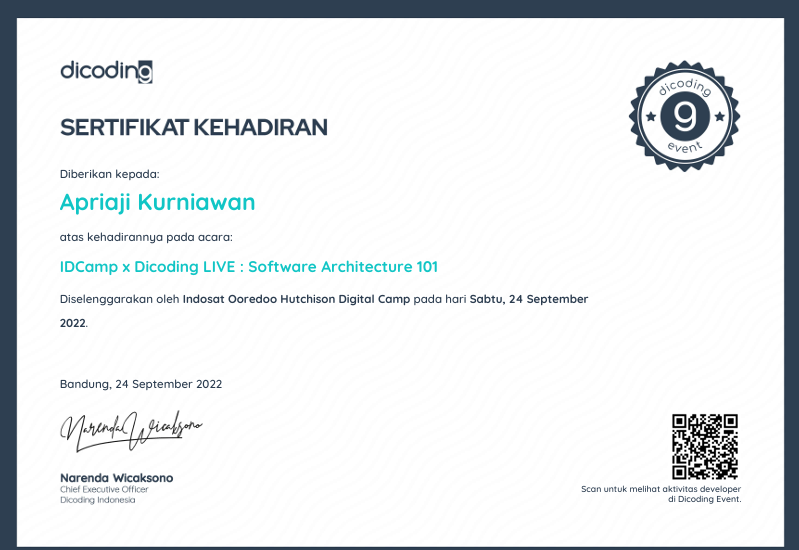 dicoding
SERTIFIKAT KEHADIRAN
dicoding
event
Diberikan kepada:
Apriaji Kurniawan
atas kehadirannya pada acara:
IDCamp x Dicoding LIVE : Software Architecture 101
Diselenggarakan oleh Indosat Ooredoo Hutchison Digital Camp pada hari Sabtu, 24 September
2022.
Bandung, 24 September 2022
Narenda Wicaksono
Narenda Wicaksono
Chief Executive Officer
Dicoding Indonesia
Scan untuk melihat aktivitas developer
di Dicoding Event.